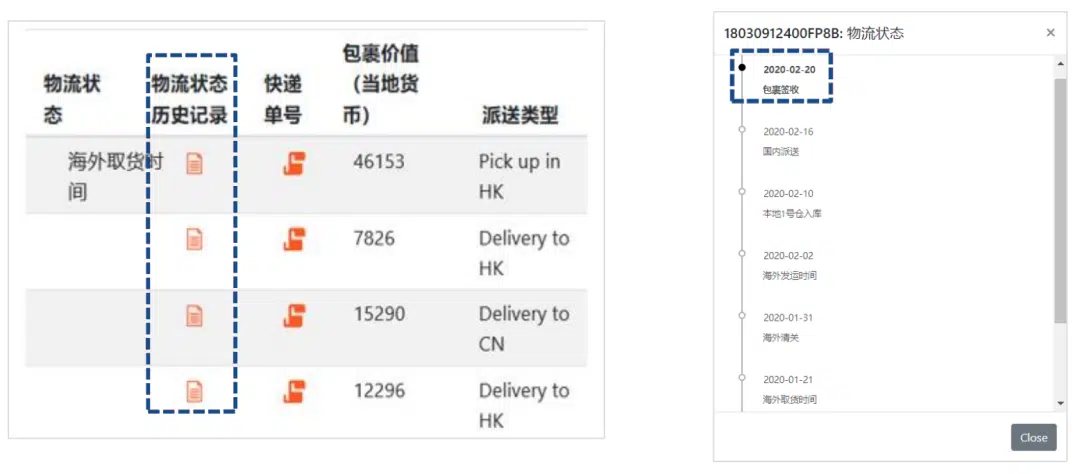 物流状
态
物流状态
历史记录
快递
单号
包裹价值
（当地货
币）
派送类型
海外取货时
间
46153
Pick up in
HK
7826
Delivery to
HK
15290
Delivery to
CN
12296
Delivery to
HK
18030912400FP8B: 物流状态
×
2020-02-20
包裹签收
2020-02-16
国内派送
2020-02-10
本地1号仓入库
2020-02-02
海外发运时间
2020-01-31
海外清关
2020-01-21
海外取货时间
Close